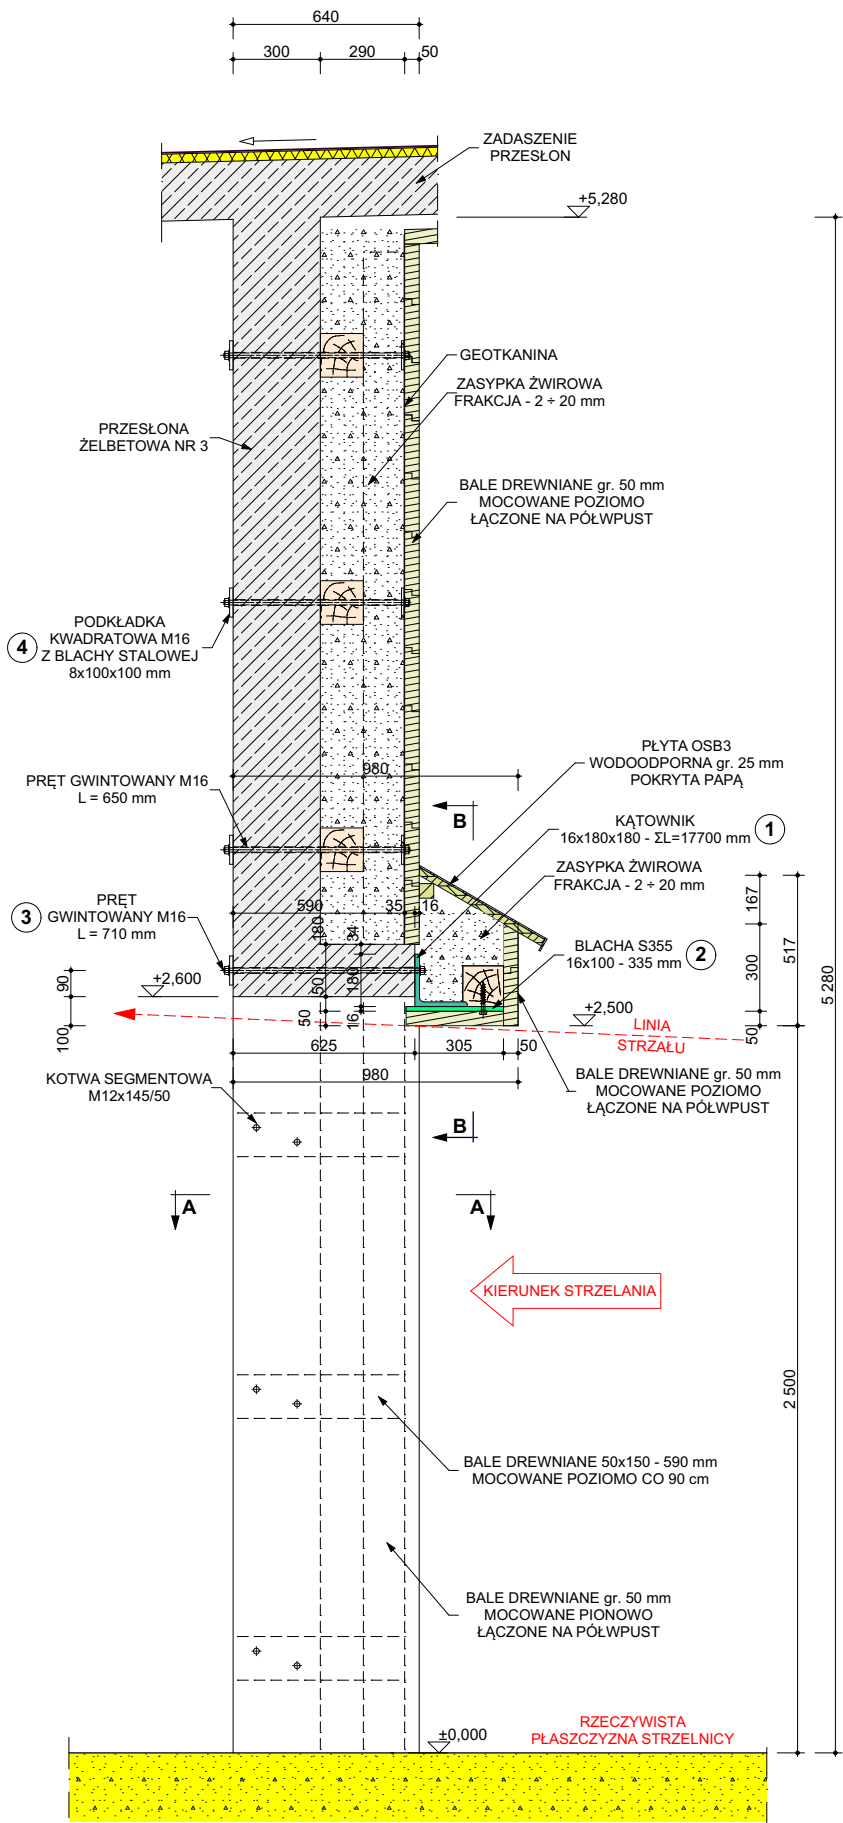 640
300
290
50
ZADASZENIE
PRZESŁON
+5,280
GEOTKANINA
ZASYPKA ŻWIROWA
FRAKCJA - 2 ÷ 20 mm
PRZESŁONA
ŻELBETOWA NR 3
BALE DREWNIANE gr. 50 mm
MOCOWANE POZIOMO
ŁĄCZONE NA PÓŁWPUST
4
PODKŁADKA
KWADRATOWA M16
Z BLACHY STALOWEJ
8x100x100 mm
PŁYTA OSB3
WODOODPORNA gr. 25 mm
POKRYTA PAPĄ
980
PRĘT GWINTOWANY M16
L = 650 mm
B
KĄTOWNIK
16x180x180 - ΣL=17700 mm
1
ZASYPKA ŻWIROWA
FRAKCJA - 2 ÷ 20 mm
3
PRĘT
GWINTOWANY M16
L = 710 mm
590
35
16
180
34
167
517
5 280
BLACHA S355
16x100 - 335 mm
2
300
90
+2,600
50
180
100
50
16
+2,500
50
LINIA
STRZAŁU
625
305
50
980
KOTWA SEGMENTOWA
M12x145/50
BALE DREWNIANE gr. 50 mm
MOCOWANE POZIOMO
ŁĄCZONE NA PÓŁWPUST
B
A
A
KIERUNEK STRZELANIA
2 500
BALE DREWNIANE 50x150 - 590 mm
MOCOWANE POZIOMO CO 90 cm
BALE DREWNIANE gr. 50 mm
MOCOWANE PIONOWO
ŁĄCZONE NA PÓŁWPUST
±0,000
RZECZYWISTA
PŁASZCZYZNA STRZELNICY